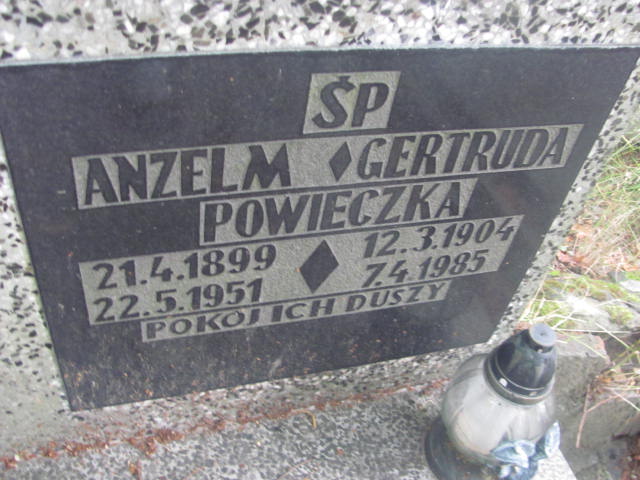 ŚP
ANZELM ♦ GERTRUDA
POWIECZKA
21.4.1899 ♦ 12.3.1904
22.5.1951 7.4.1985
POKÓJ ICH DUSZY